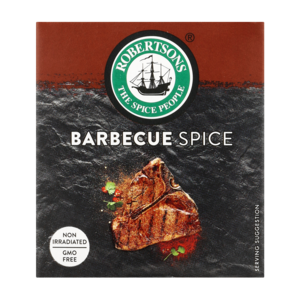 ROBERTSONS
THE SPICE PEOPLE
BARBECUE SPICE
NON
IRRADIATED
GMO
FREE
SERVING SUGGESTION